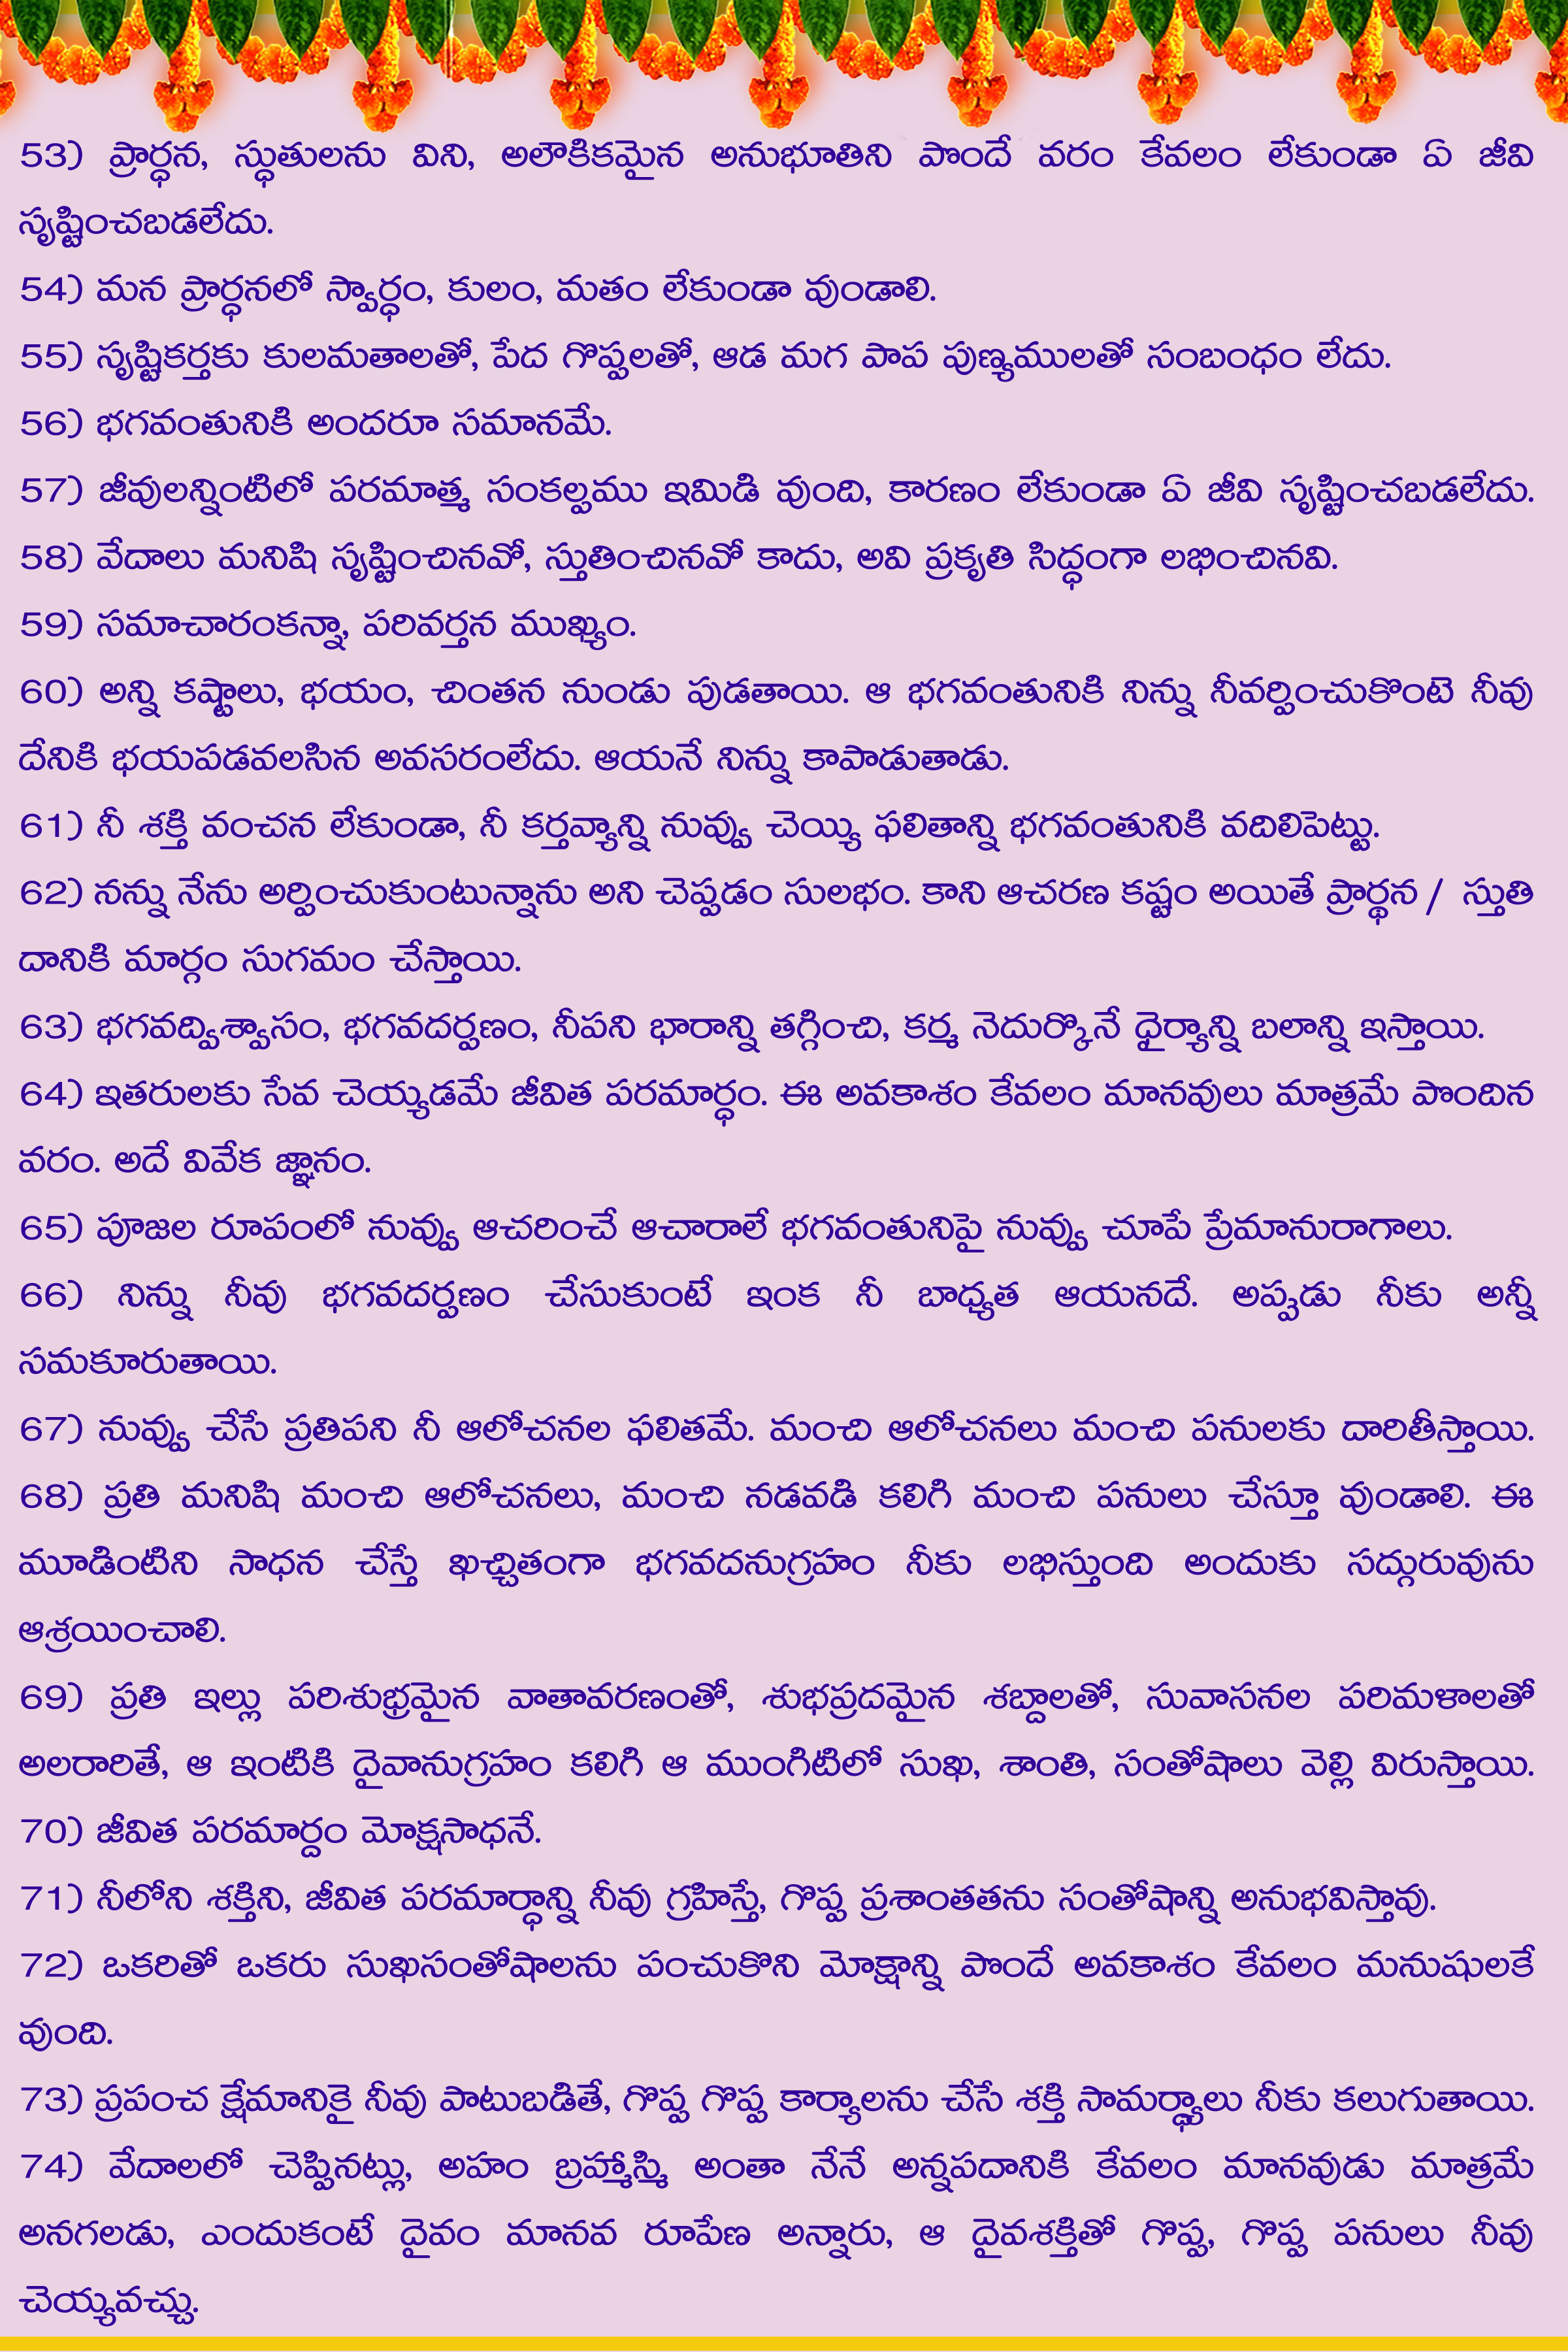 53) ప్రార్ధన, స్ధుతులను విని, అలౌకికమైన అనుభూతిని పొందే వరం కేవలం లేకుండా ఏ జీవి
సృష్టించబడలేదు.
54) మన ప్రార్ధనలో స్వార్ధం, కులం, మతం లేకుండా వుండాలి.
55) సృష్టికర్తకు కులమతాలతో, పేద గొప్పలతో, ఆడ మగ పాప పుణ్యములతో సంబంధం లేదు.
56) భగవంతునికి అందరూ సమానమే.
57) జీవులన్నింటిలో పరమాత్మ సంకల్పము ఇమిడి వుంది, కారణం లేకుండా ఏ జీవి సృష్టించబడలేదు.
58) వేదాలు మనిషి సృష్టించినవో, స్తుతించినవో కాదు, అవి ప్రకృతి సిద్ధంగా లభించినవి.
59) సమాచారంకన్నా, పరివర్తన ముఖ్యం.
60) అన్ని కష్టాలు, భయం, చింతన నుండు పుడతాయి. ఆ భగవంతునికి నిన్ను నీవర్పించుకొంటె నీవు
దేనికి భయపడవలసిన అవసరంలేదు. ఆయనే నిన్ను కాపాడుతాడు.
61) నీ శక్తి వంచన లేకుండా, నీ కర్తవ్యాన్ని నువ్వు చెయ్యి ఫలితాన్ని భగవంతునికి వదిలిపెట్టు.
62) నన్ను నేను అర్పించుకుంటున్నాను అని చెప్పడం సులభం. కాని ఆచరణ కష్టం అయితే ప్రార్థన / స్తుతి
దానికి మార్గం సుగమం చేస్తాయి.
63) భగవద్విశ్వాసం, భగవదర్పణం, నీపని భారాన్ని తగ్గించి, కర్మ నెదుర్కొనే ధైర్యాన్ని బలాన్ని ఇస్తాయి.
64) ఇతరులకు సేవ చెయ్యడమే జీవిత పరమార్ధం. ఈ అవకాశం కేవలం మానవులు మాత్రమే పొందిన
వరం. అదే వివేక జ్ఞానం.
65) పూజల రూపంలో నువ్వు ఆచరించే ఆచారాలే భగవంతునిపై నువ్వు చూపే ప్రేమానురాగాలు.
66) నిన్ను నీవు భగవదర్పణం చేసుకుంటే ఇంక నీ బాధ్యత ఆయనదే. అప్పడు నీకు అన్నీ
సమకూరుతాయి.
67) నువ్వు చేసే ప్రతిపని నీ ఆలోచనల ఫలితమే. మంచి ఆలోచనలు మంచి పనులకు దారితీస్తాయి.
68) ప్రతి మనిషి మంచి ఆలోచనలు, మంచి నడవడి కలిగి మంచి పనులు చేస్తూ వుండాలి. ఈ
మూడింటిని సాధన చేస్తే ఖచ్చితంగా భగవదనుగ్రహం నీకు లభిస్తుంది అందుకు సద్గురువును
ఆశ్రయించాలి.
69) ప్రతి ఇల్లు పరిశుభ్రమైన వాతావరణంతో, శుభప్రదమైన శబ్దాలతో, సువాసనల పరిమళాలతో
అలరారితే, ఆ ఇంటికి దైవానుగ్రహం కలిగి ఆ ముంగిటిలో సుఖ, శాంతి, సంతోషాలు వెల్లి విరుస్తాయి.
70) జీవిత పరమార్దం మోక్షసాధనే.
71) నీలోని శక్తిని, జీవిత పరమార్ధాన్ని నీవు గ్రహిస్తే, గొప్ప ప్రశాంతతను సంతోషాన్ని అనుభవిస్తావు.
72) ఒకరితో ఒకరు సుఖసంతోషాలను పంచుకొని మోక్షాన్ని పొందే అవకాశం కేవలం మనుషులకే
వుంది.
73) ప్రపంచ క్షేమానికై నీవు పాటుబడితే, గొప్ప గొప్ప కార్యాలను చేసే శక్తి సామర్ధ్యాలు నీకు కలుగుతాయి.
74) వేదాలలో చెప్పినట్లు, అహం బ్రహ్మాస్మి అంతా నేనే అన్నపదానికి కేవలం మానవుడు మాత్రమే
అనగలడు, ఎందుకంటే దైవం మానవ రూపేణ అన్నారు, ఆ దైవశక్తితో గొప్ప, గొప్ప పనులు నీవు
చెయ్యవచ్చు.